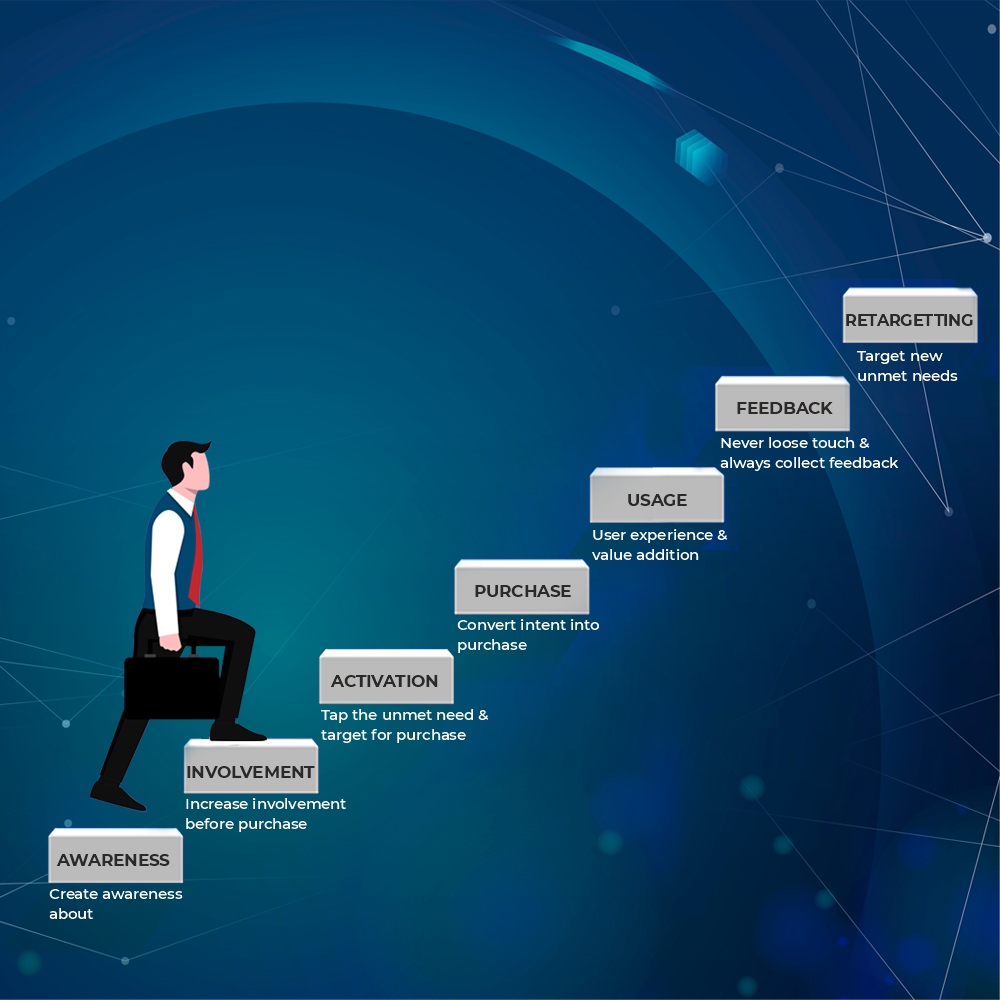 RETARGETTING
Target new
unmet needs
FEEDBACK
Never loose touch &
always collect feedback
USAGE
User experience &
value addition
PURCHASE
Convert intent into
purchase
ACTIVATION
Tap the unmet need &
target for purchase
INVOLVEMENT
Increase involvement
before purchase
AWARENESS
Create awareness
about